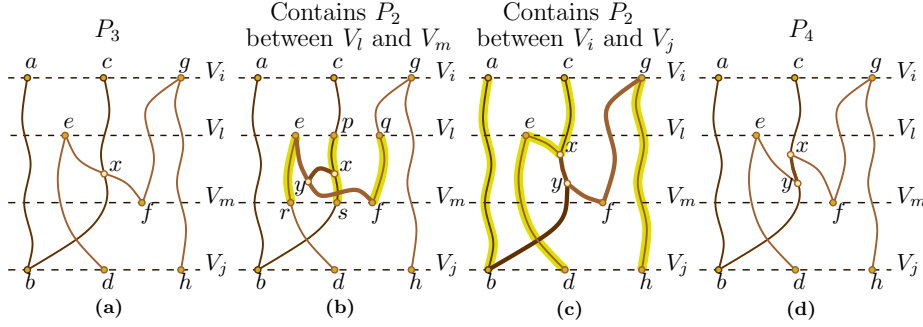 P₃
Contains P₂
between Vₗ and Vₘ
Contains P₂
between Vᵢ and Vⱼ
P₄
a c g Vᵢ
a c g Vᵢ
a c g Vᵢ
a c g Vᵢ
e Vₗ
e p q Vₗ
e Vₗ
e Vₗ
x
x
x
x
y
y
y
f Vₘ
r s f Vₘ
f Vₘ
f Vₘ
b d h Vⱼ
b d h Vⱼ
b d h Vⱼ
b d h Vⱼ
(a)
(b)
(c)
(d)